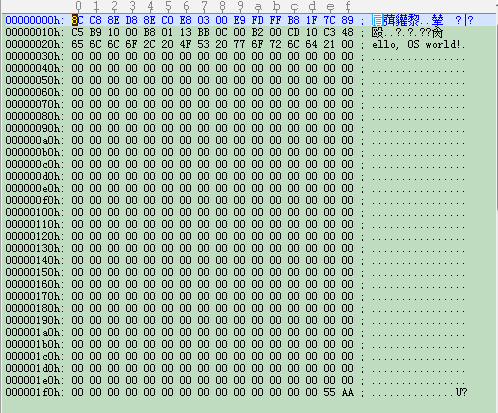 0 1 2 3 4 5 6 7 8 9 a b c d e f
00000000h: 8C C8 8E D8 8E C0 E8 03 00 E9 FD FF B8 1F 7C 89 ; ?|?
00000010h: C5 B9 10 00 B8 01 13 BB 0C 00 B2 00 CD 10 C3 48 ; ..?.?.??
00000020h: 65 6C 6C 6F 2C 20 4F 53 20 77 6F 72 6C 64 21 00 ; ello, OS world!.
00000030h: 00 00 00 00 00 00 00 00 00 00 00 00 00 00 00 00 ; ................
00000040h: 00 00 00 00 00 00 00 00 00 00 00 00 00 00 00 00 ; ................
00000050h: 00 00 00 00 00 00 00 00 00 00 00 00 00 00 00 00 ; ................
00000060h: 00 00 00 00 00 00 00 00 00 00 00 00 00 00 00 00 ; ................
00000070h: 00 00 00 00 00 00 00 00 00 00 00 00 00 00 00 00 ; ................
00000080h: 00 00 00 00 00 00 00 00 00 00 00 00 00 00 00 00 ; ................
00000090h: 00 00 00 00 00 00 00 00 00 00 00 00 00 00 00 00 ; ................
000000a0h: 00 00 00 00 00 00 00 00 00 00 00 00 00 00 00 00 ; ................
000000b0h: 00 00 00 00 00 00 00 00 00 00 00 00 00 00 00 00 ; ................
000000c0h: 00 00 00 00 00 00 00 00 00 00 00 00 00 00 00 00 ; ................
000000d0h: 00 00 00 00 00 00 00 00 00 00 00 00 00 00 00 00 ; ................
000000e0h: 00 00 00 00 00 00 00 00 00 00 00 00 00 00 00 00 ; ................
000000f0h: 00 00 00 00 00 00 00 00 00 00 00 00 00 00 00 00 ; ................
00000100h: 00 00 00 00 00 00 00 00 00 00 00 00 00 00 00 00 ; ................
00000110h: 00 00 00 00 00 00 00 00 00 00 00 00 00 00 00 00 ; ................
00000120h: 00 00 00 00 00 00 00 00 00 00 00 00 00 00 00 00 ; ................
00000130h: 00 00 00 00 00 00 00 00 00 00 00 00 00 00 00 00 ; ................
00000140h: 00 00 00 00 00 00 00 00 00 00 00 00 00 00 00 00 ; ................
00000150h: 00 00 00 00 00 00 00 00 00 00 00 00 00 00 00 00 ; ................
00000160h: 00 00 00 00 00 00 00 00 00 00 00 00 00 00 00 00 ; ................
00000170h: 00 00 00 00 00 00 00 00 00 00 00 00 00 00 00 00 ; ................
00000180h: 00 00 00 00 00 00 00 00 00 00 00 00 00 00 00 00 ; ................
00000190h: 00 00 00 00 00 00 00 00 00 00 00 00 00 00 00 00 ; ................
000001a0h: 00 00 00 00 00 00 00 00 00 00 00 00 00 00 00 00 ; ................
000001b0h: 00 00 00 00 00 00 00 00 00 00 00 00 00 00 00 00 ; ................
000001c0h: 00 00 00 00 00 00 00 00 00 00 00 00 00 00 00 00 ; ................
000001d0h: 00 00 00 00 00 00 00 00 00 00 00 00 00 00 00 00 ; ................
000001e0h: 00 00 00 00 00 00 00 00 00 00 00 00 00 00 00 00 ; ................
000001f0h: 00 00 00 00 00 00 00 00 00 00 00 00 00 00 55 AA ; ..............U?